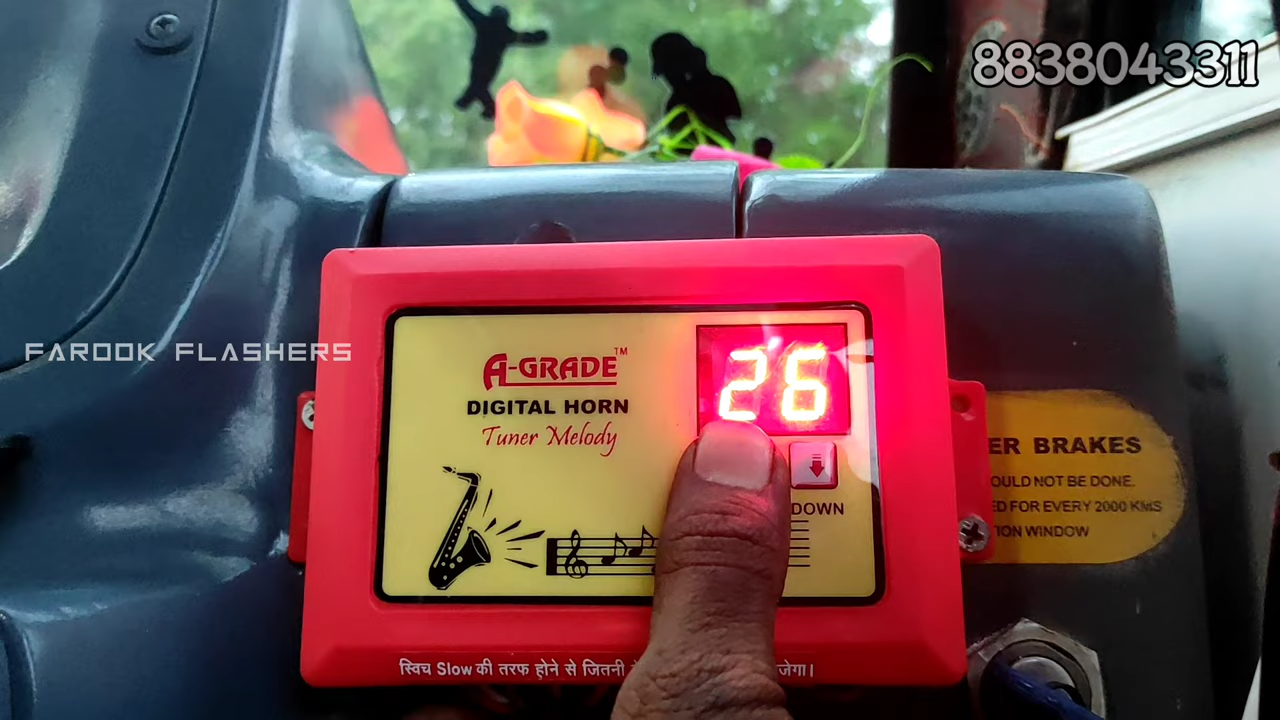 8838043311
FAROOK FLASHERS
A-GRADE™
DIGITAL HORN
Tuner Melody
26
DOWN
ER BRAKES
OULD NOT BE DONE.
ED FOR EVERY 2000 KMS
ION WINDOW
स्विच Slow की तरफ होने से जितनी
जेगा।